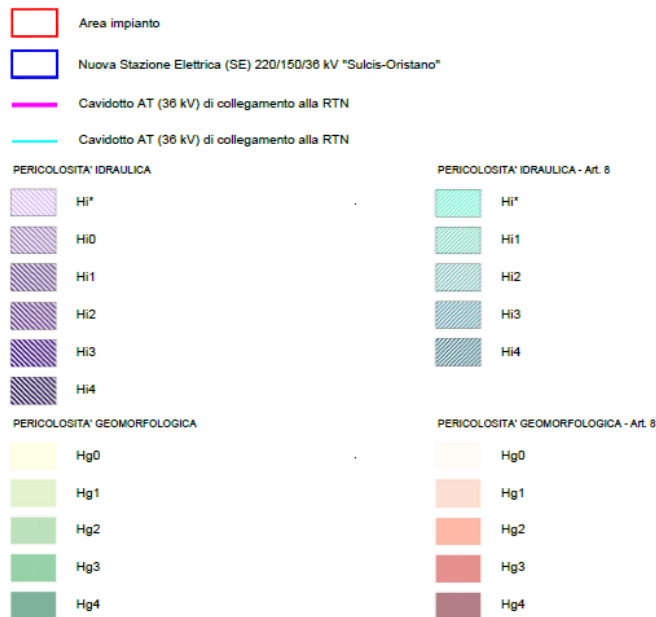 Area impianto
Nuova Stazione Elettrica (SE) 220/150/36 kV "Sulcis-Oristano"
Cavidotto AT (36 kV) di collegamento alla RTN
Cavidotto AT (36 kV) di collegamento alla RTN
PERICOLOSITA' IDRAULICA
Hi*
Hi0
Hi1
Hi2
Hi3
Hi4
PERICOLOSITA' IDRAULICA - Art. 8
Hi*
Hi1
Hi2
Hi3
Hi4
PERICOLOSITA' GEOMORFOLOGICA
Hg0
Hg1
Hg2
Hg3
Hg4
PERICOLOSITA' GEOMORFOLOGICA - Art. 8
Hg0
Hg1
Hg2
Hg3
Hg4